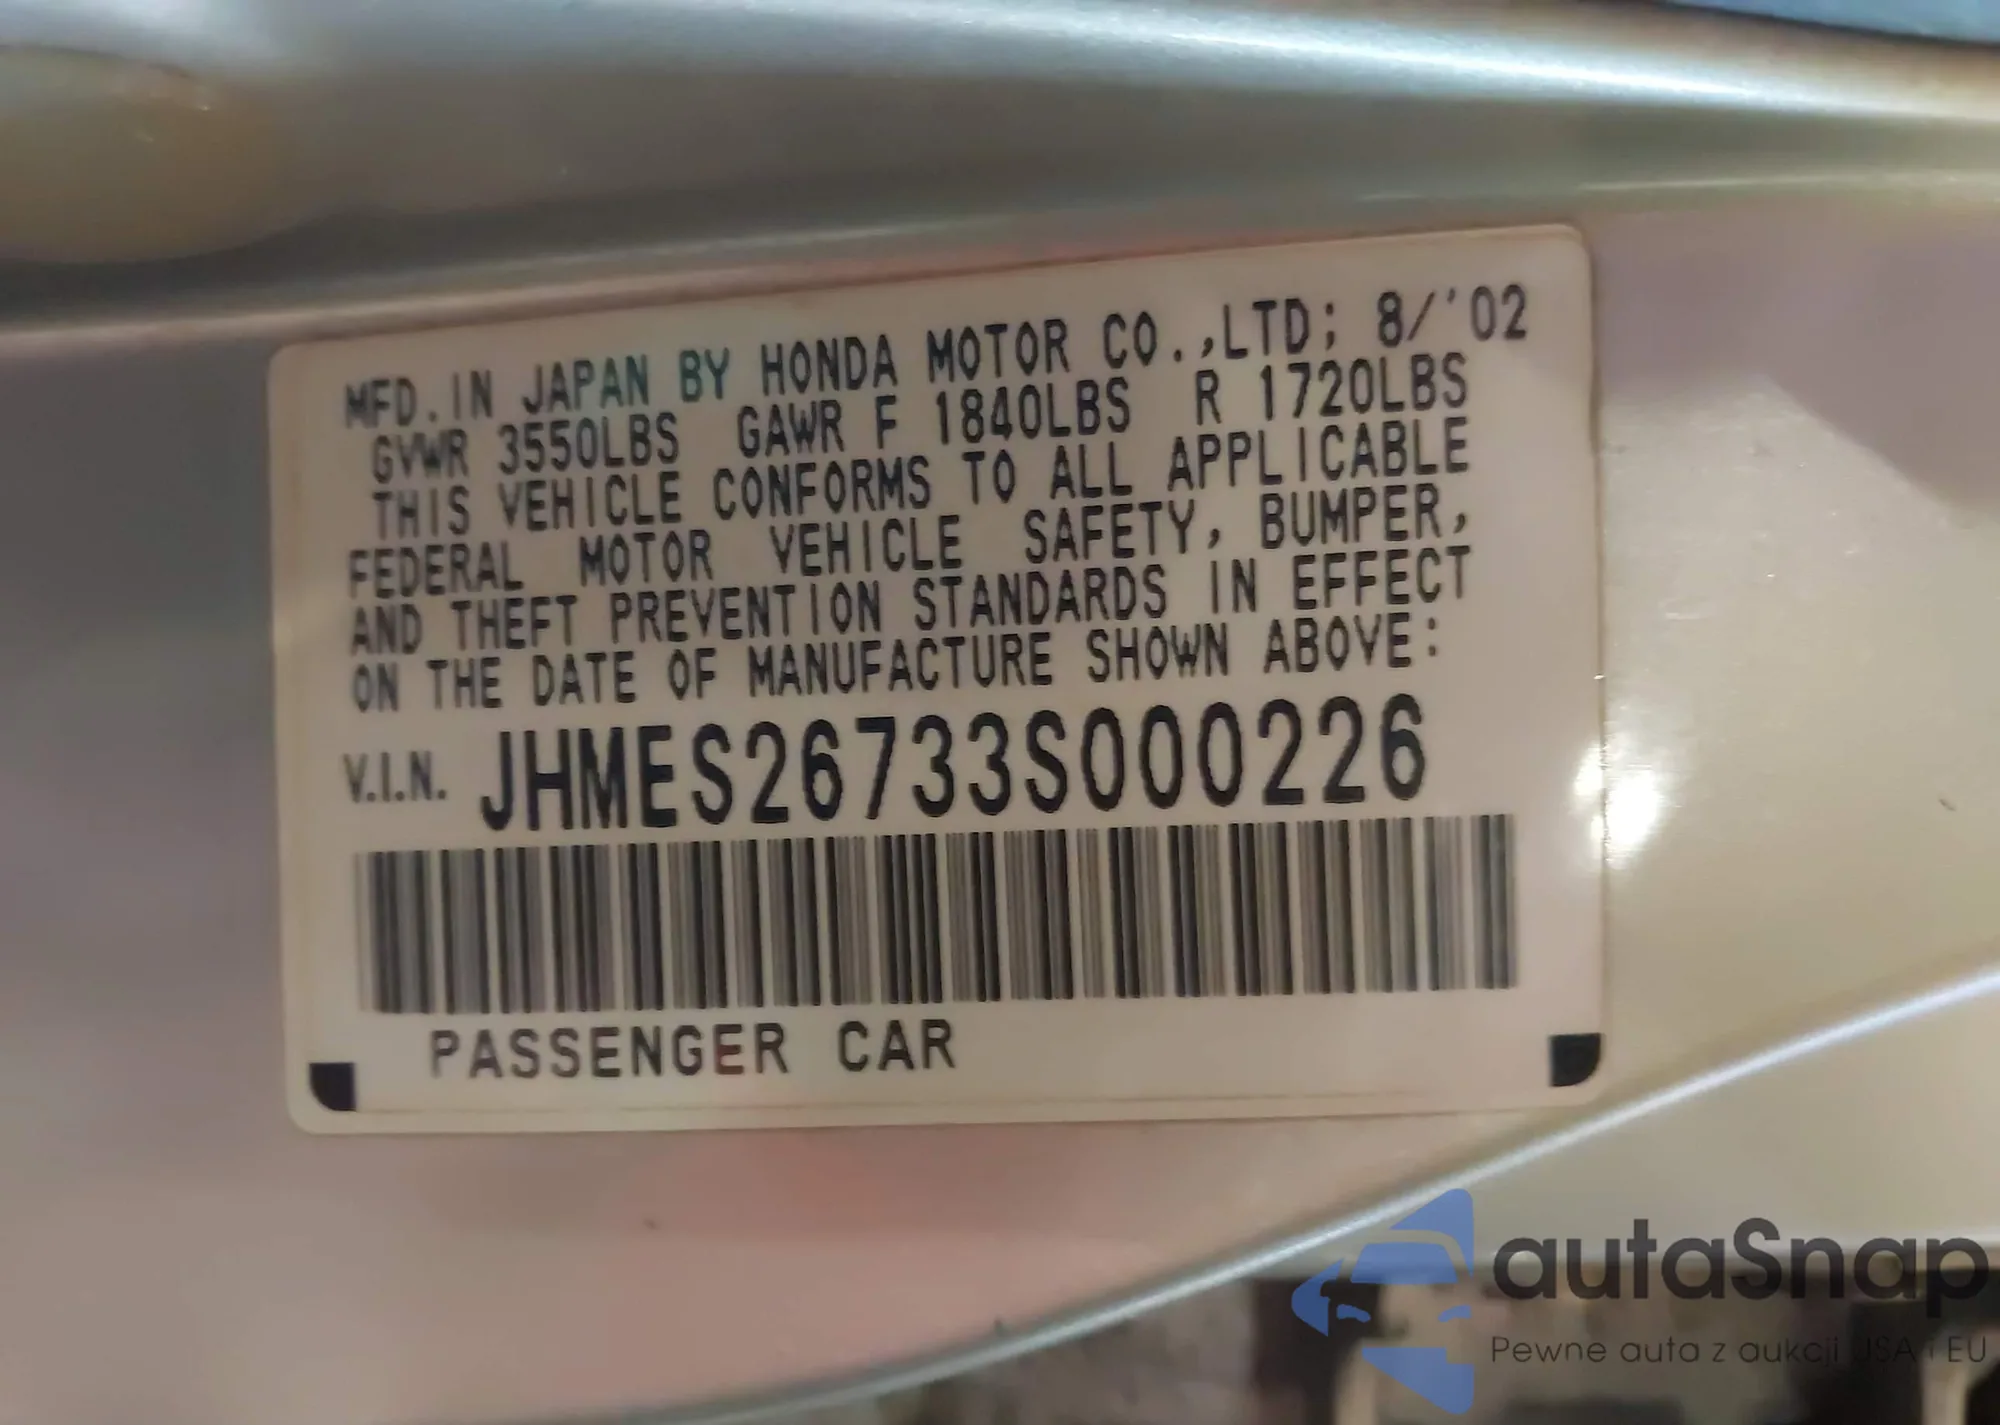 MFD. IN JAPAN BY HONDA MOTOR CO.,LTD; 8/'02
GVWR 3550LBS GAWR F 1840LBS R 1720LBS
THIS VEHICLE CONFORMS TO ALL APPLICABLE
FEDERAL MOTOR VEHICLE SAFETY, BUMPER,
AND THEFT PREVENTION STANDARDS IN EFFECT
ON THE DATE OF MANUFACTURE SHOWN ABOVE:
V.I.N. JHMES26733S000226
PASSENGER CAR
autaSnap
Pewne auta z aukcji USA i EU